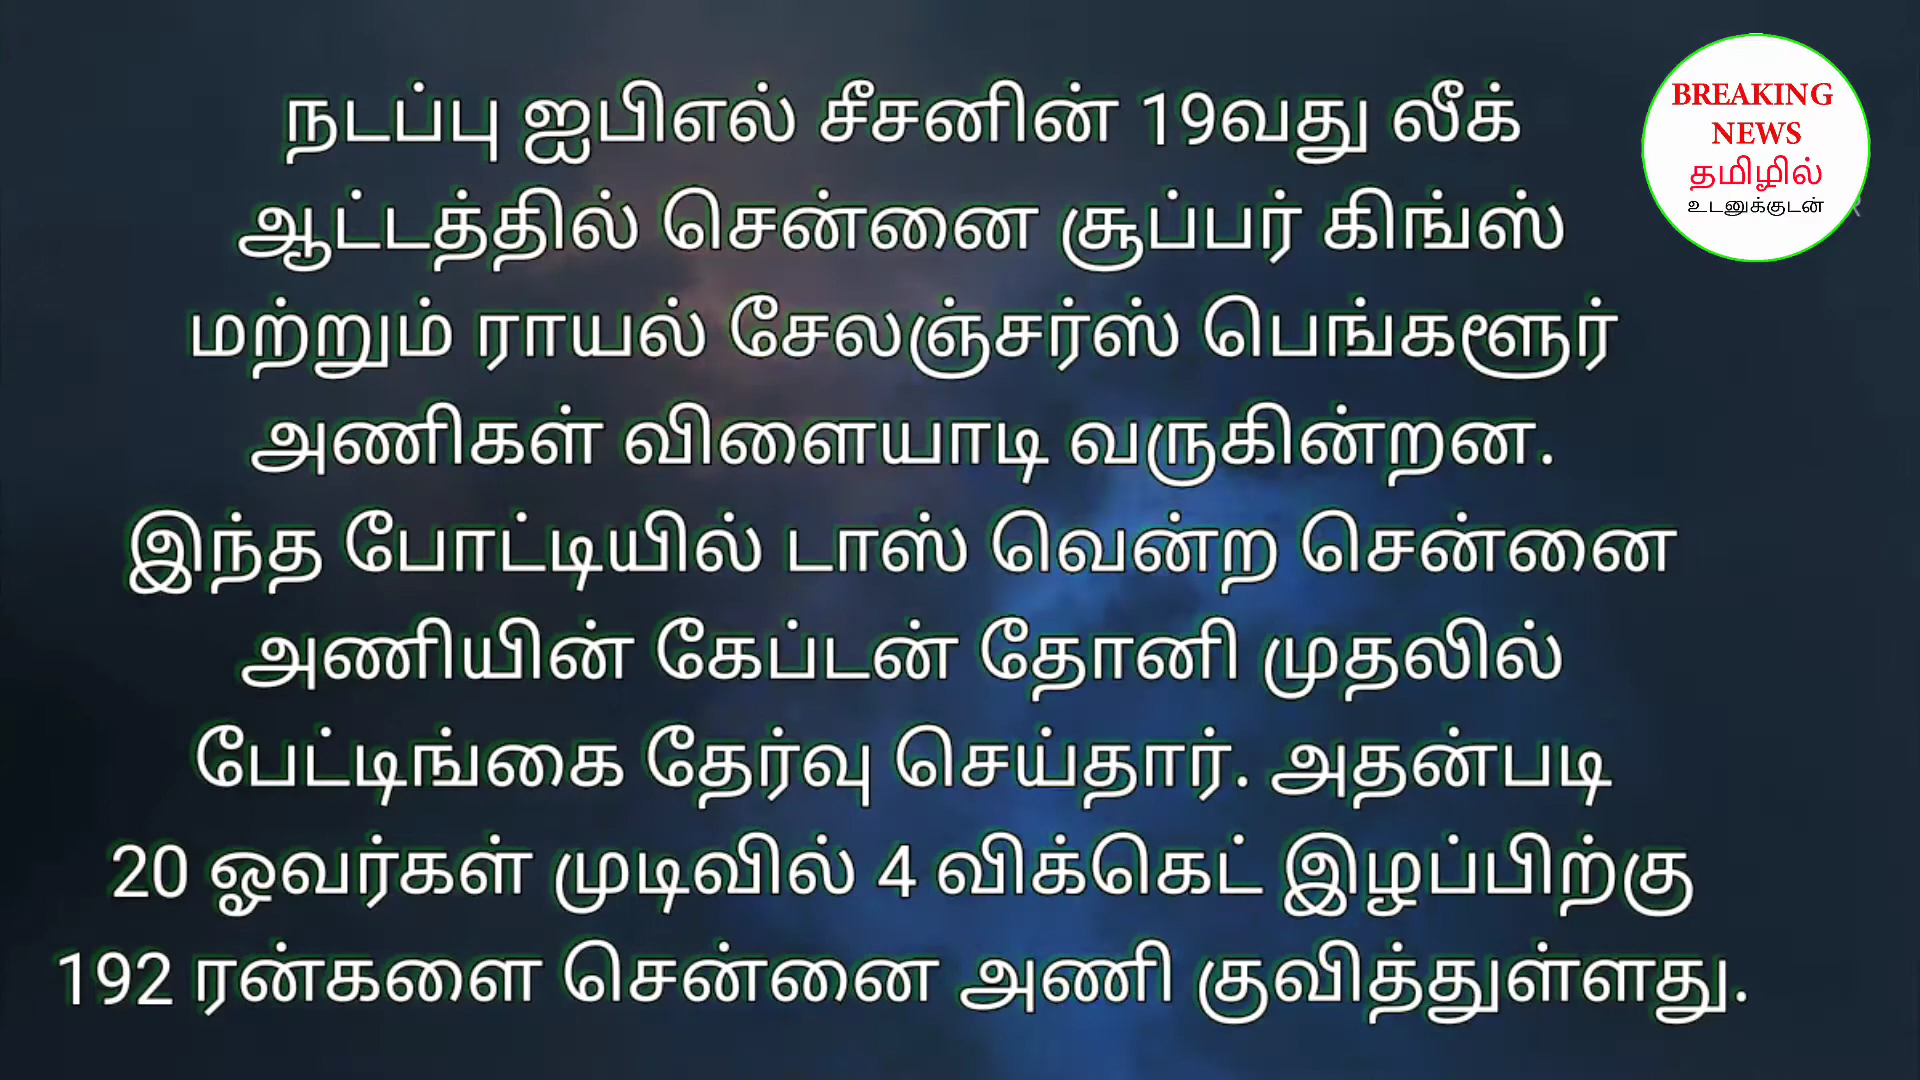 நடப்பு ஐபிஎல் சீசனின் 19வது லீக்
ஆட்டத்தில் சென்னை சூப்பர் கிங்ஸ்
மற்றும் ராயல் சேலஞ்சர்ஸ் பெங்களூர்
அணிகள் விளையாடி வருகின்றன.
இந்த போட்டியில் டாஸ் வென்ற சென்னை
அணியின் கேப்டன் தோனி முதலில்
பேட்டிங்கை தேர்வு செய்தார். அதன்படி
20 ஓவர்கள் முடிவில் 4 விக்கெட் இழப்பிற்கு
192 ரன்களை சென்னை அணி குவித்துள்ளது.
BREAKING
NEWS
தமிழில்
உடனுக்குடன்